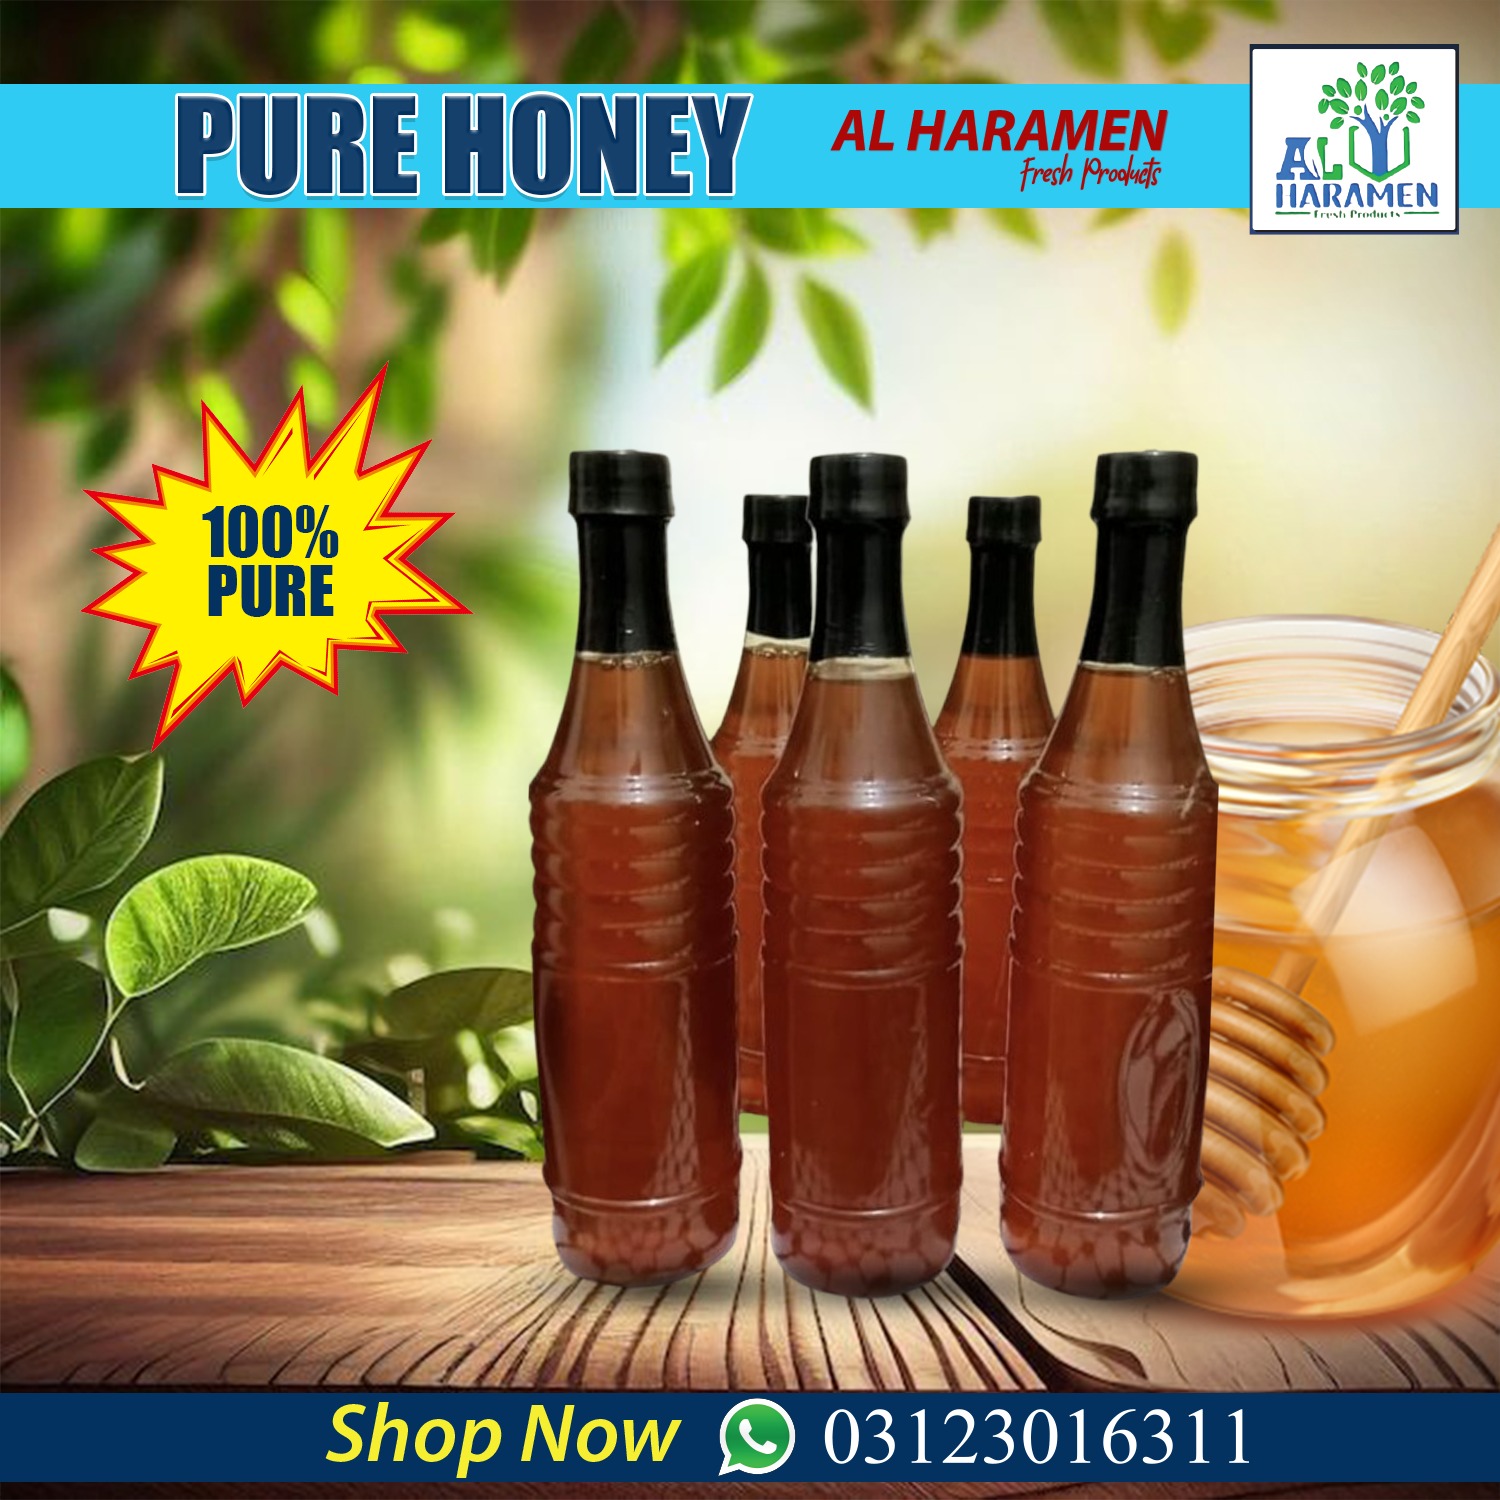 PURE HONEY
AL HARAMEN
Fresh Products
AL
HARAMEN
Fresh Products
100%
PURE
Shop Now 03123016311